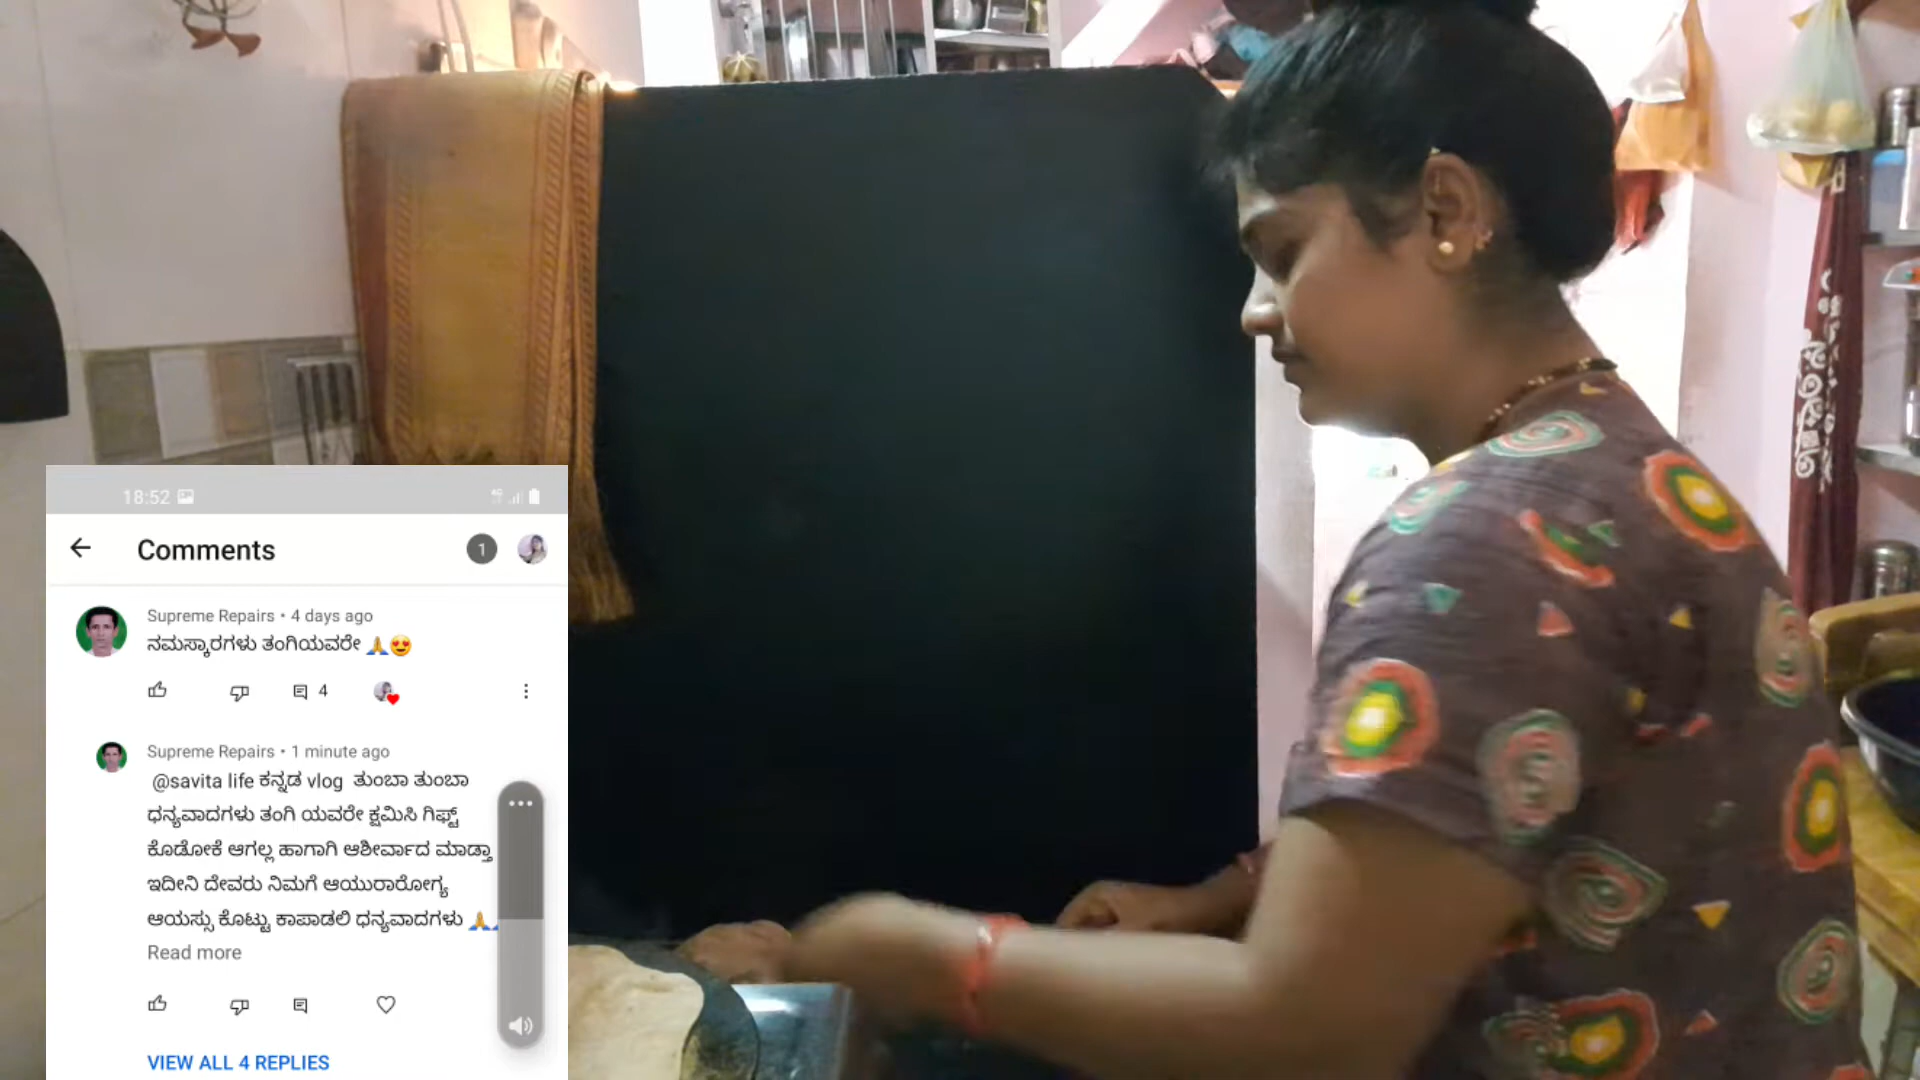 18:52
Comments
1
Supreme Repairs • 4 days ago
ನಮಸ್ಕಾರಗಳು ತಂಗಿಯವರೇ 🙏😍
4
Supreme Repairs • 1 minute ago
@savita life ಕನ್ನಡ vlog ತುಂಬಾ ತುಂಬಾ
ಧನ್ಯವಾದಗಳು ತಂಗಿ ಯವರೇ ಕ್ಷಮಿಸಿ ಗಿಫ್ಟ್
ಕೊಡೋಕೆ ಆಗಲ್ಲ ಹಾಗಾಗಿ ಆಶೀರ್ವಾದ ಮಾಡ್ತಾ
ಇದೀನಿ ದೇವರು ನಿಮಗೆ ಆಯುರಾರೋಗ್ಯ
ಆಯಸ್ಸು ಕೊಟ್ಟು ಕಾಪಾಡಲಿ ಧನ್ಯವಾದಗಳು 🙏
Read more
VIEW ALL 4 REPLIES